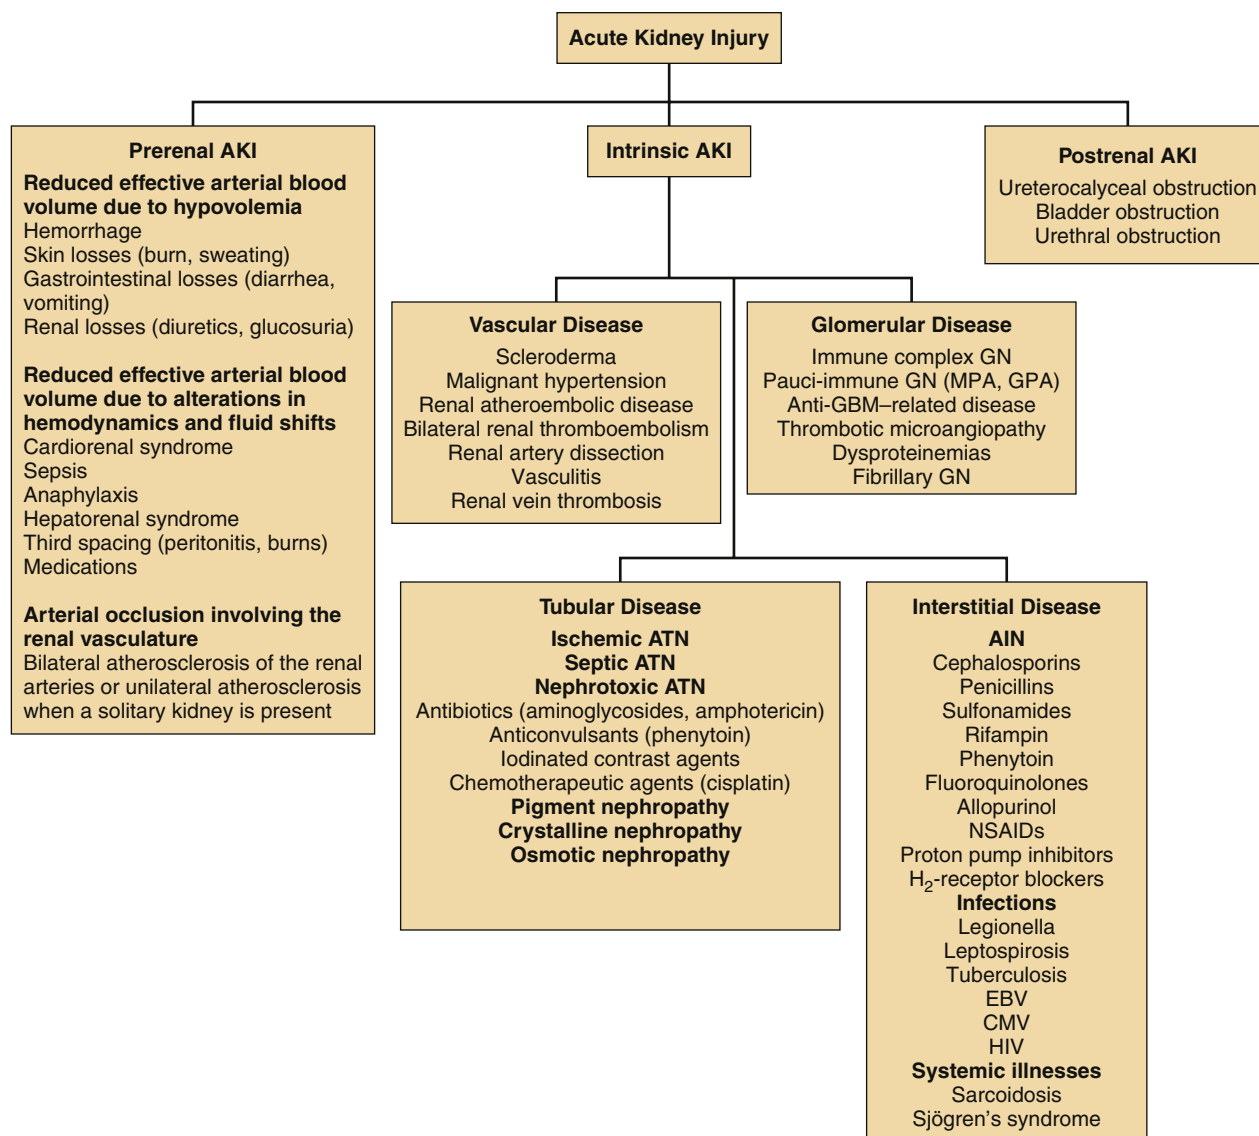 Acute Kidney Injury
Prerenal AKI
Reduced effective arterial blood
volume due to hypovolemia
Hemorrhage
Skin losses (burn, sweating)
Gastrointestinal losses (diarrhea,
vomiting)
Renal losses (diuretics, glucosuria)
Reduced effective arterial blood
volume due to alterations in
hemodynamics and fluid shifts
Cardiorenal syndrome
Sepsis
Anaphylaxis
Hepatorenal syndrome
Third spacing (peritonitis, burns)
Medications
Arterial occlusion involving the
renal vasculature
Bilateral atherosclerosis of the renal
arteries or unilateral atherosclerosis
when a solitary kidney is present
Intrinsic AKI
Postrenal AKI
Ureterocalyceal obstruction
Bladder obstruction
Urethral obstruction
Vascular Disease
Scleroderma
Malignant hypertension
Renal atheroembolic disease
Bilateral renal thromboembolism
Renal artery dissection
Vasculitis
Renal vein thrombosis
Glomerular Disease
Immune complex GN
Pauci-immune GN (MPA, GPA)
Anti-GBM–related disease
Thrombotic microangiopathy
Dysproteinemias
Fibrillary GN
Tubular Disease
Ischemic ATN
Septic ATN
Nephrotoxic ATN
Antibiotics (aminoglycosides, amphotericin)
Anticonvulsants (phenytoin)
Iodinated contrast agents
Chemotherapeutic agents (cisplatin)
Pigment nephropathy
Crystalline nephropathy
Osmotic nephropathy
Interstitial Disease
AIN
Cephalosporins
Penicillins
Sulfonamides
Rifampin
Phenytoin
Fluoroquinolones
Allopurinol
NSAIDs
Proton pump inhibitors
H₂-receptor blockers
Infections
Legionella
Leptospirosis
Tuberculosis
EBV
CMV
HIV
Systemic illnesses
Sarcoidosis
Sjögren's syndrome